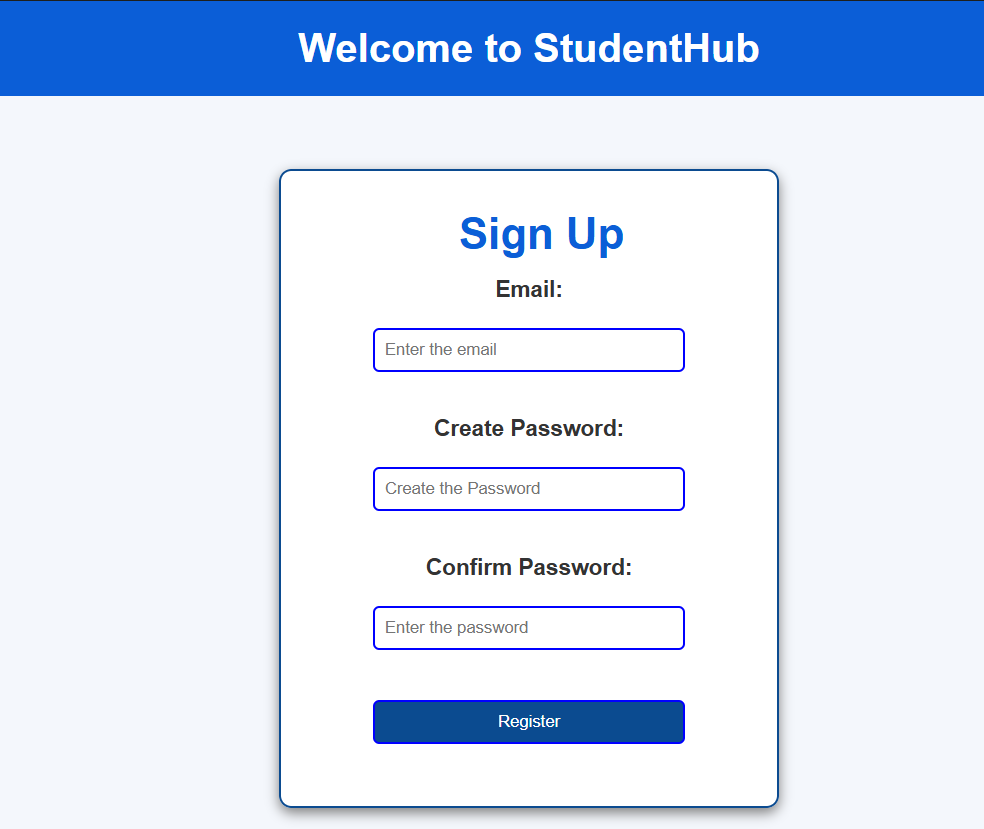 Welcome to StudentHub
Sign Up
Email:
Enter the email
Create Password:
Create the Password
Confirm Password:
Enter the password
Register